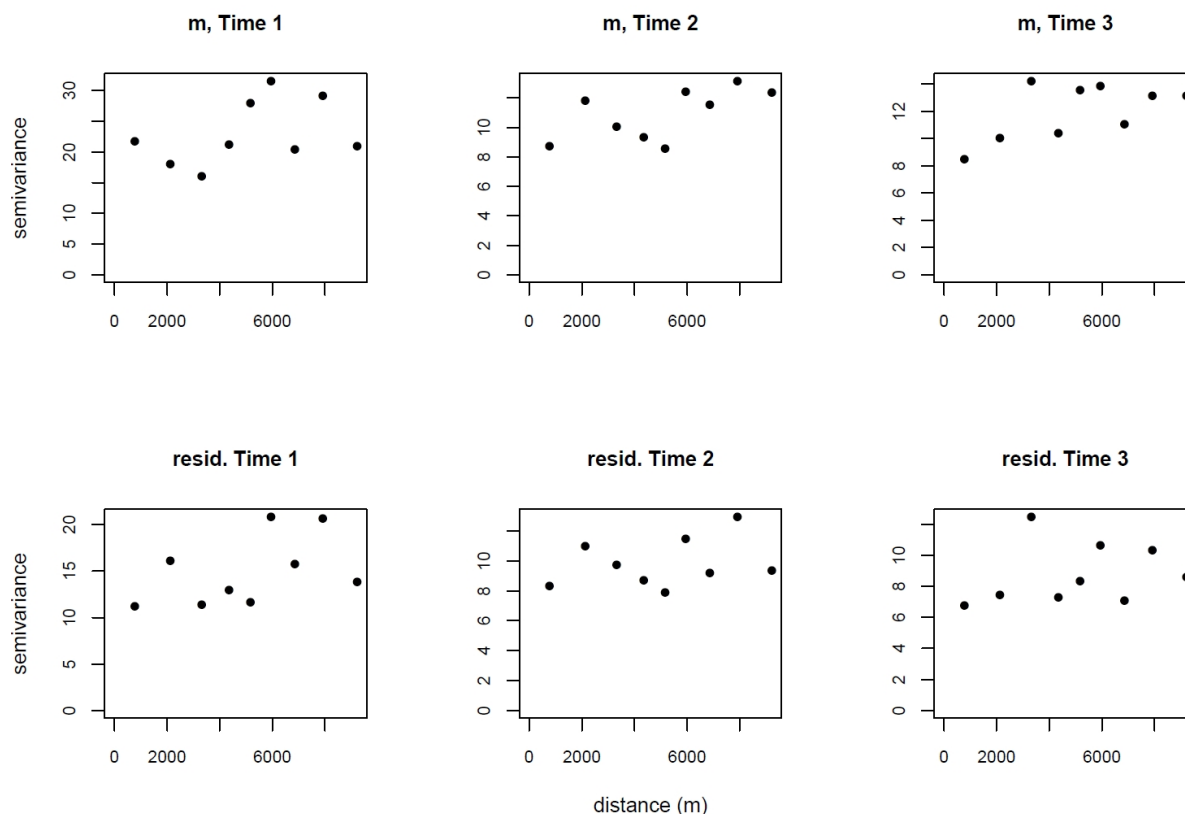 m, Time 1
m, Time 2
m, Time 3
semivariance
0 5 10 20 30
0 2 4 6 8 10
0 2 4 6 8 12
0 2000 6000
0 2000 6000
0 2000 6000
resid. Time 1
resid. Time 2
resid. Time 3
semivariance
0 5 10 15 20
0 2 4 6 8 10
0 2 4 6 8 10
0 2000 6000
0 2000 6000
0 2000 6000
distance (m)